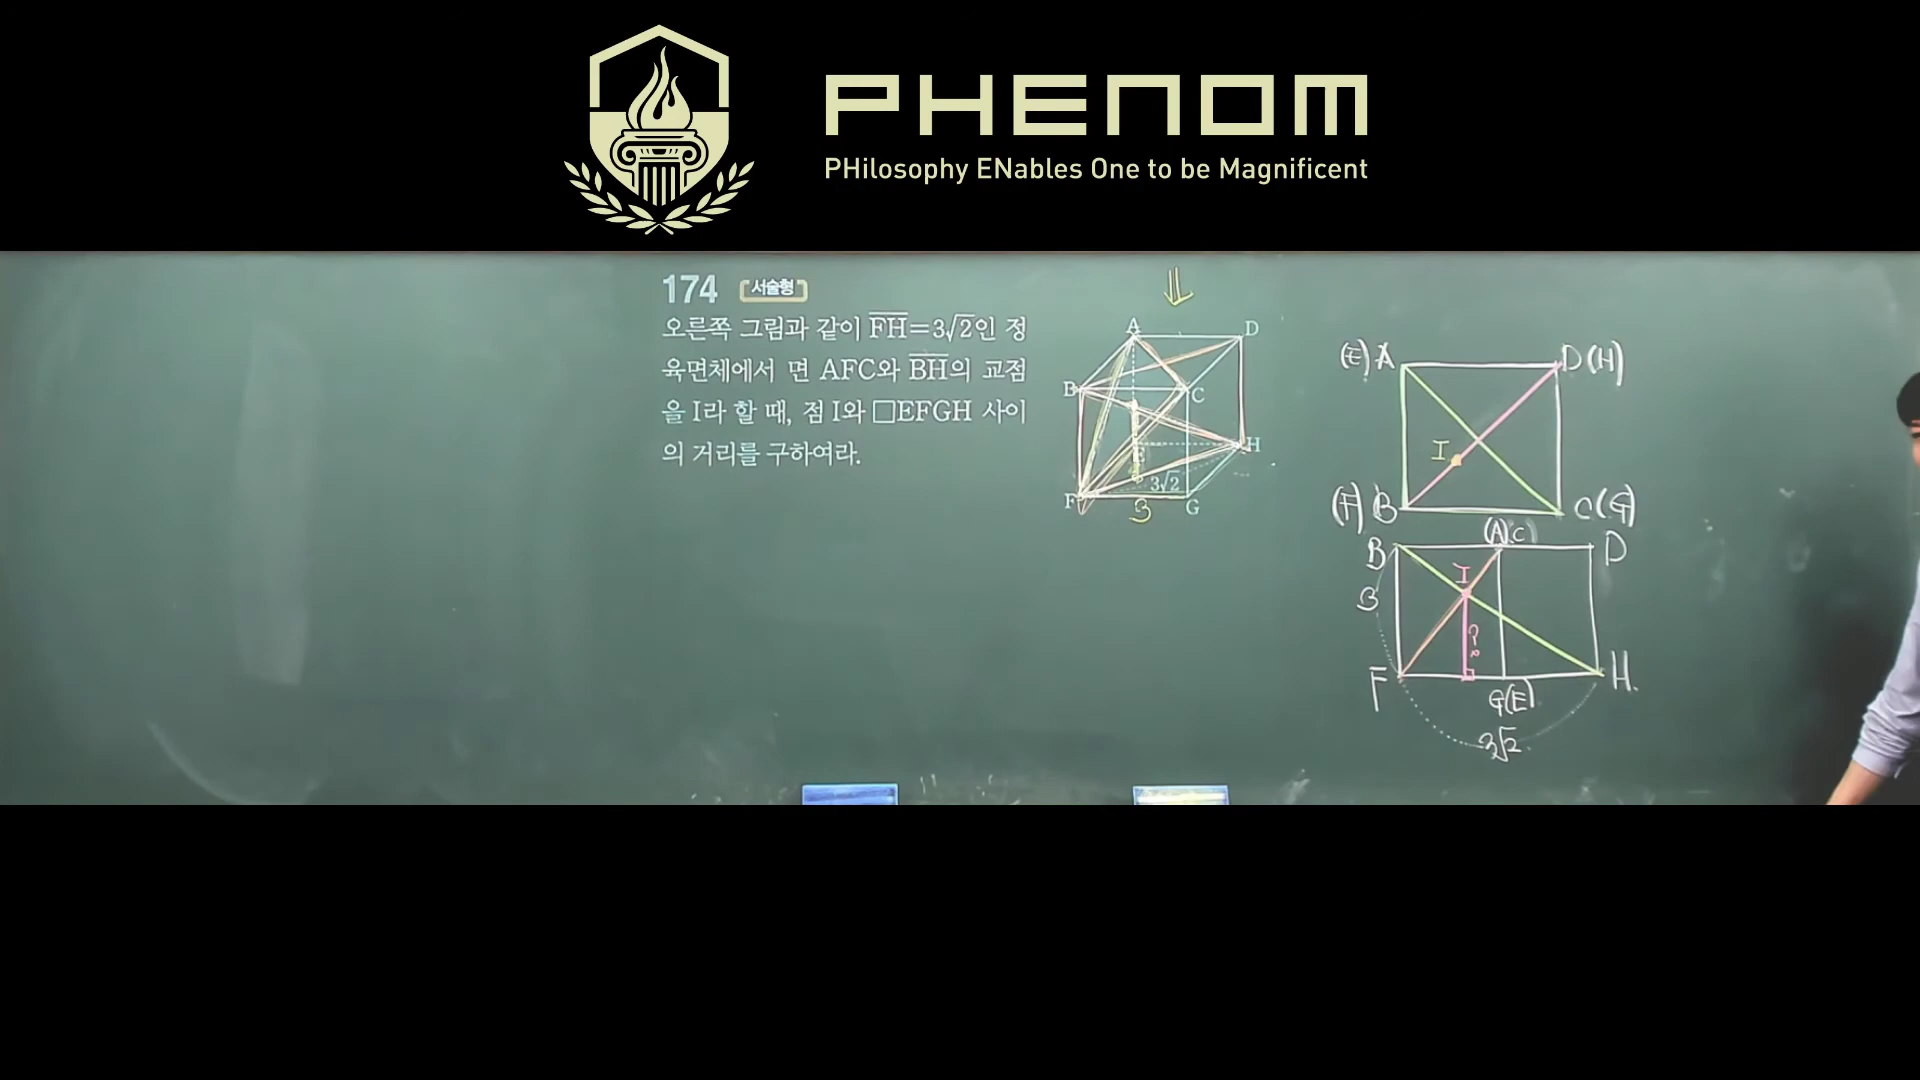 PHENOM
PHilosophy ENables One to be Magnificent
174 서술형
오른쪽 그림과 같이 FH=3√2인 정
육면체에서 면 AFC와 BH의 교점
을 I라 할 때, 점 I와 □EFGH 사이
의 거리를 구하여라.
A D
B C
E H
3√2
F G
3
(E) A D (H)
I
(F) B C (G)
B (A) C D
3 I
?
F G(E) H
3√2